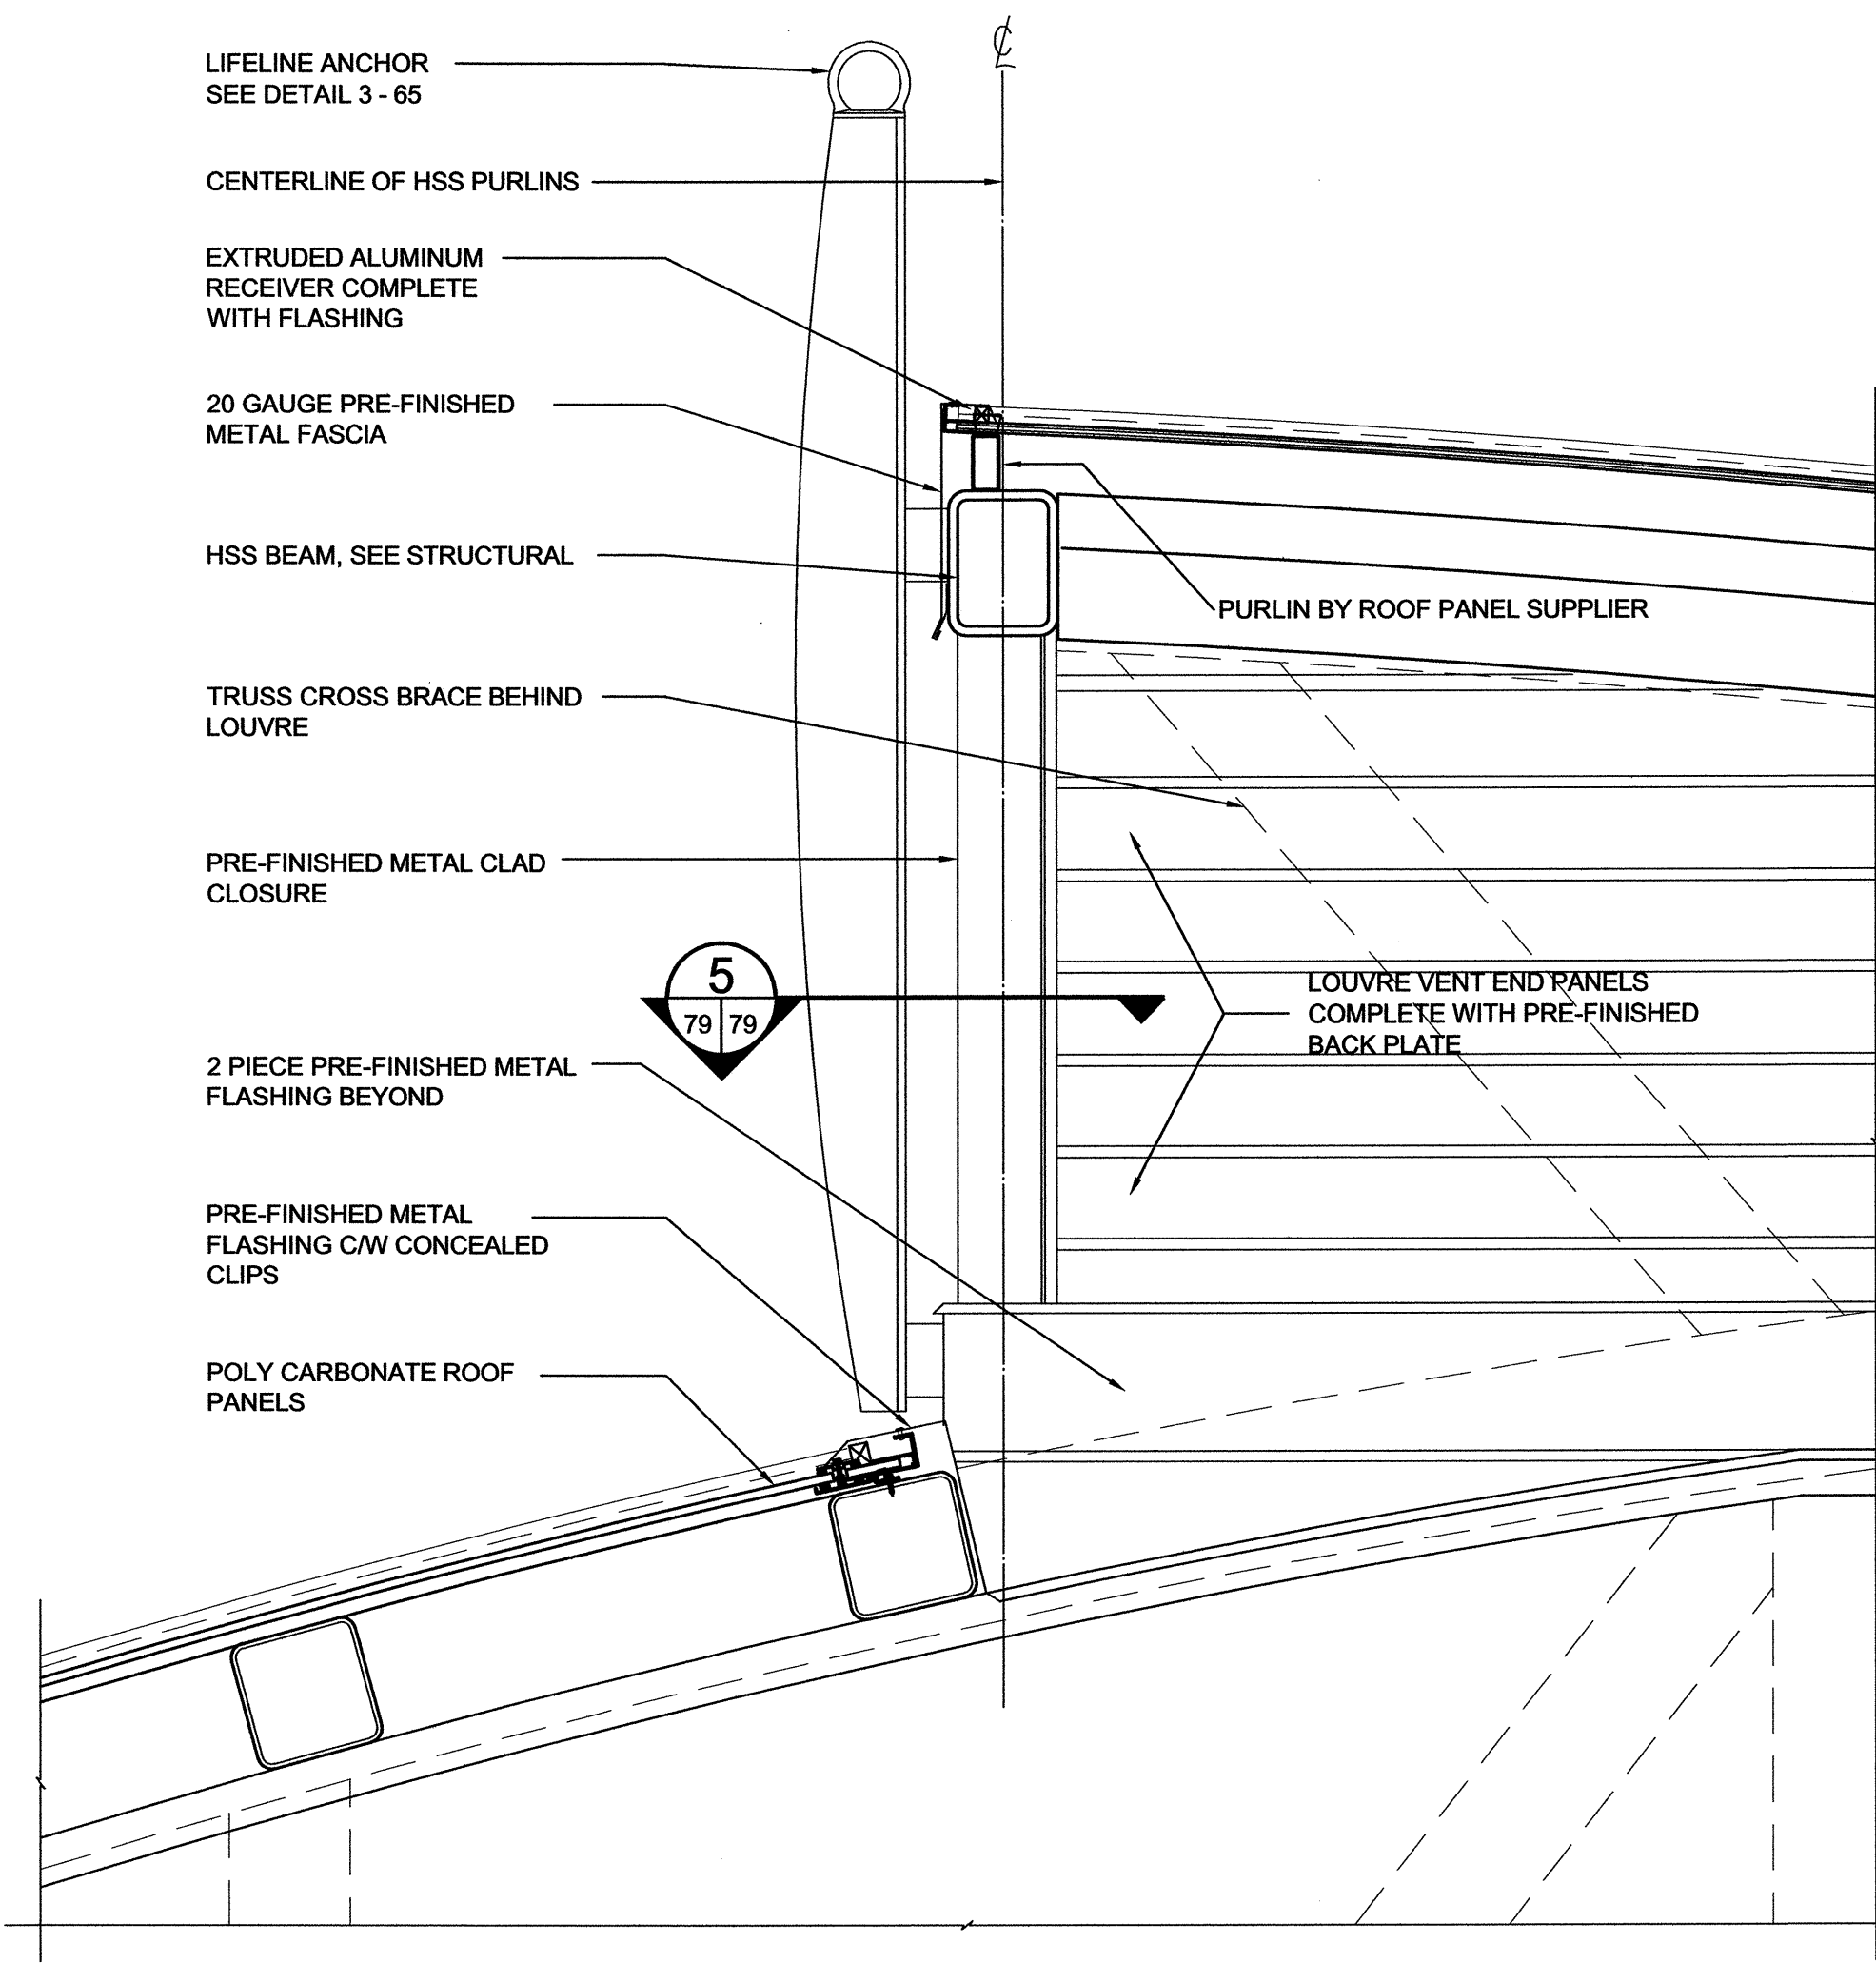 ℄
LIFELINE ANCHOR
SEE DETAIL 3 - 65
CENTERLINE OF HSS PURLINS
EXTRUDED ALUMINUM
RECEIVER COMPLETE
WITH FLASHING
20 GAUGE PRE-FINISHED
METAL FASCIA
HSS BEAM, SEE STRUCTURAL
PURLIN BY ROOF PANEL SUPPLIER
TRUSS CROSS BRACE BEHIND
LOUVRE
PRE-FINISHED METAL CLAD
CLOSURE
5
79 79
LOUVRE VENT END PANELS
COMPLETE WITH PRE-FINISHED
BACK PLATE
2 PIECE PRE-FINISHED METAL
FLASHING BEYOND
PRE-FINISHED METAL
FLASHING C/W CONCEALED
CLIPS
POLY CARBONATE ROOF
PANELS